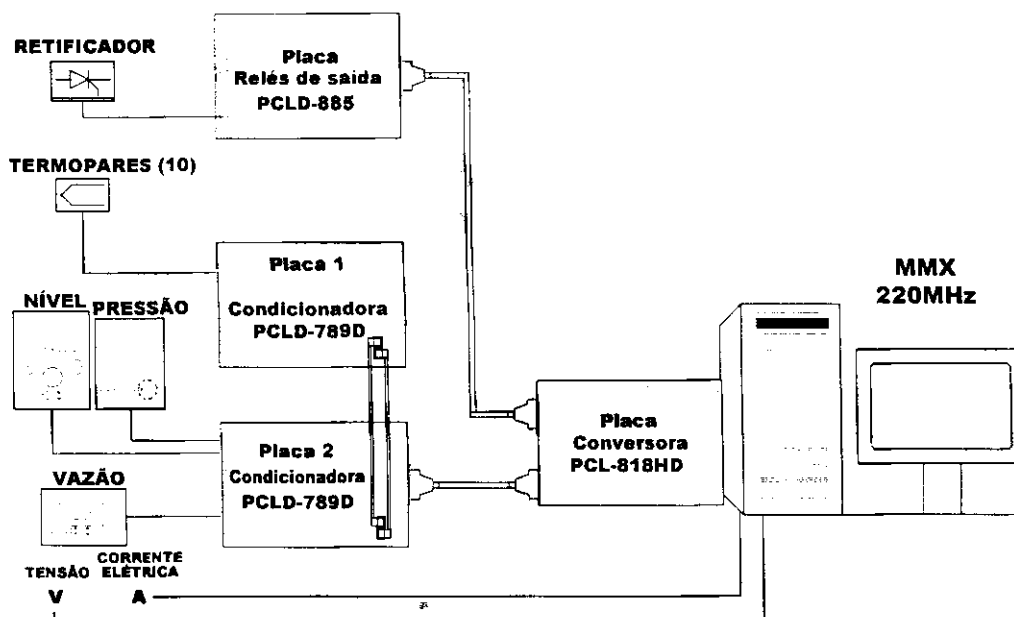 RETIFICADOR
Placa
Relés de saída
PCLD-885
TERMOPARES (10)
Placa 1
Condicionadora
PCLD-789D
NÍVEL
PRESSÃO
MMX
220MHz
Placa 2
Condicionadora
PCLD-789D
Placa
Conversora
PCL-818HD
VAZÃO
TENSÃO
CORRENTE
ELÉTRICA
V
A